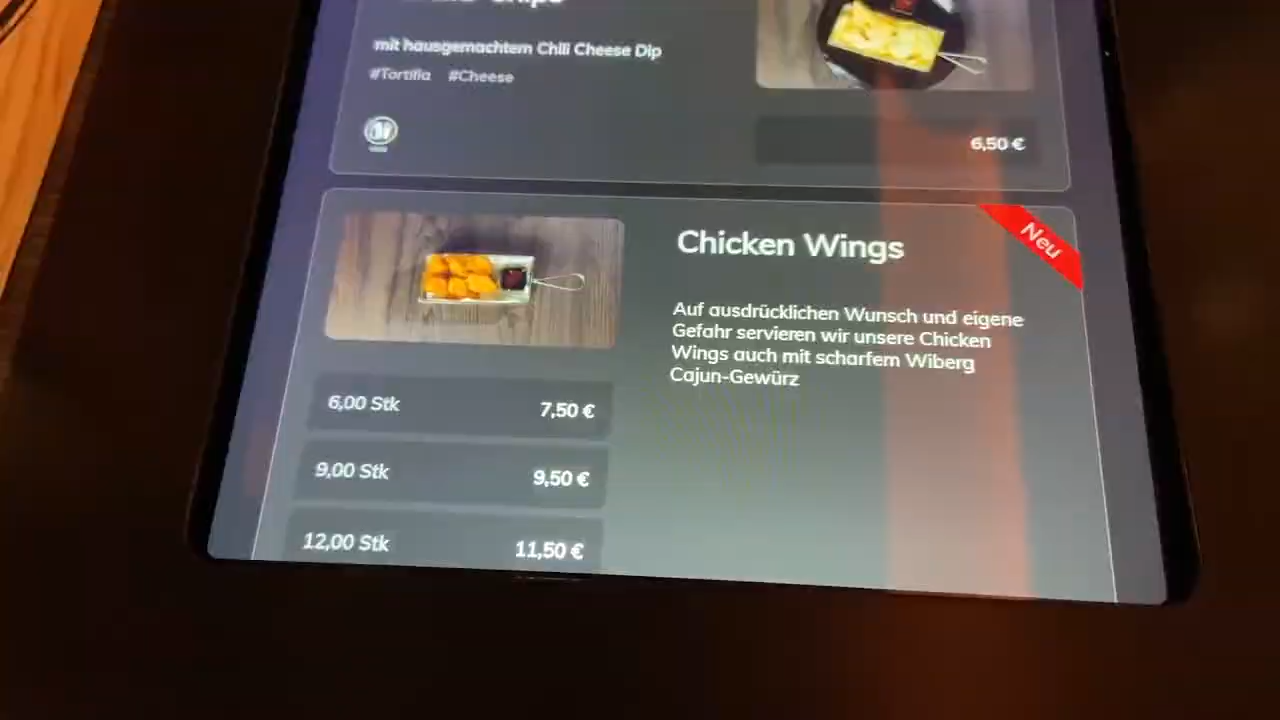 mit hausgemachtem Chili Cheese Dip
#Tortilla #Cheese
6,50 €
Chicken Wings
Neu
Auf ausdrücklichen Wunsch und eigene
Gefahr servieren wir unsere Chicken
Wings auch mit scharfem Wiberg
Cajun-Gewürz
6,00 Stk 7,50 €
9,00 Stk 9,50 €
12,00 Stk 11,50 €